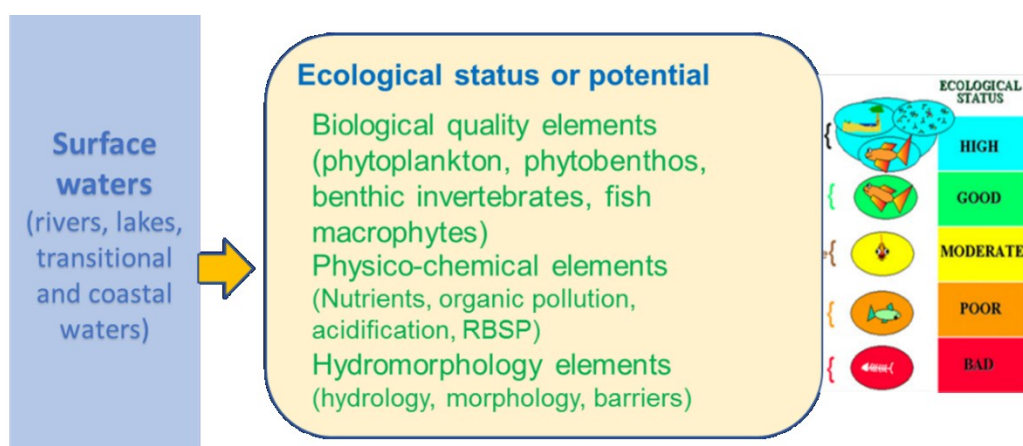 Surface
waters
(rivers, lakes,
transitional
and coastal
waters)
Ecological status or potential
Biological quality elements
(phytoplankton, phytobenthos,
benthic invertebrates, fish
macrophytes)
Physico-chemical elements
(Nutrients, organic pollution,
acidification, RBSP)
Hydromorphology elements
(hydrology, morphology, barriers)
ECOLOGICAL
STATUS
HIGH
GOOD
MODERATE
POOR
BAD